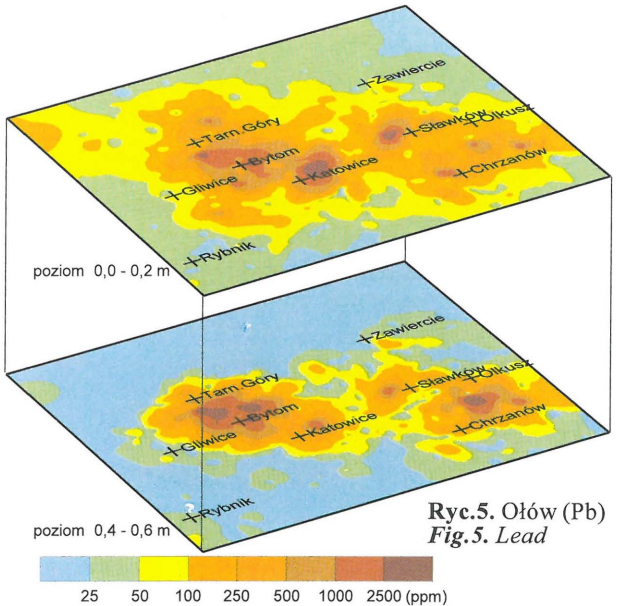 Zawiercie
Sławków
Olkusz
Tarn.Góry
Bytom
Chrzanów
Gliwice
Katowice
Rybnik
poziom 0,0 - 0,2 m
Zawiercie
Sławków
Olkusz
Tarn.Góry
Bytom
Chrzanów
Gliwice
Katowice
Rybnik
poziom 0,4 - 0,6 m
Ryc.5. Ołów (Pb)
Fig.5. Lead
25 50 100 250 500 1000 2500 (ppm)